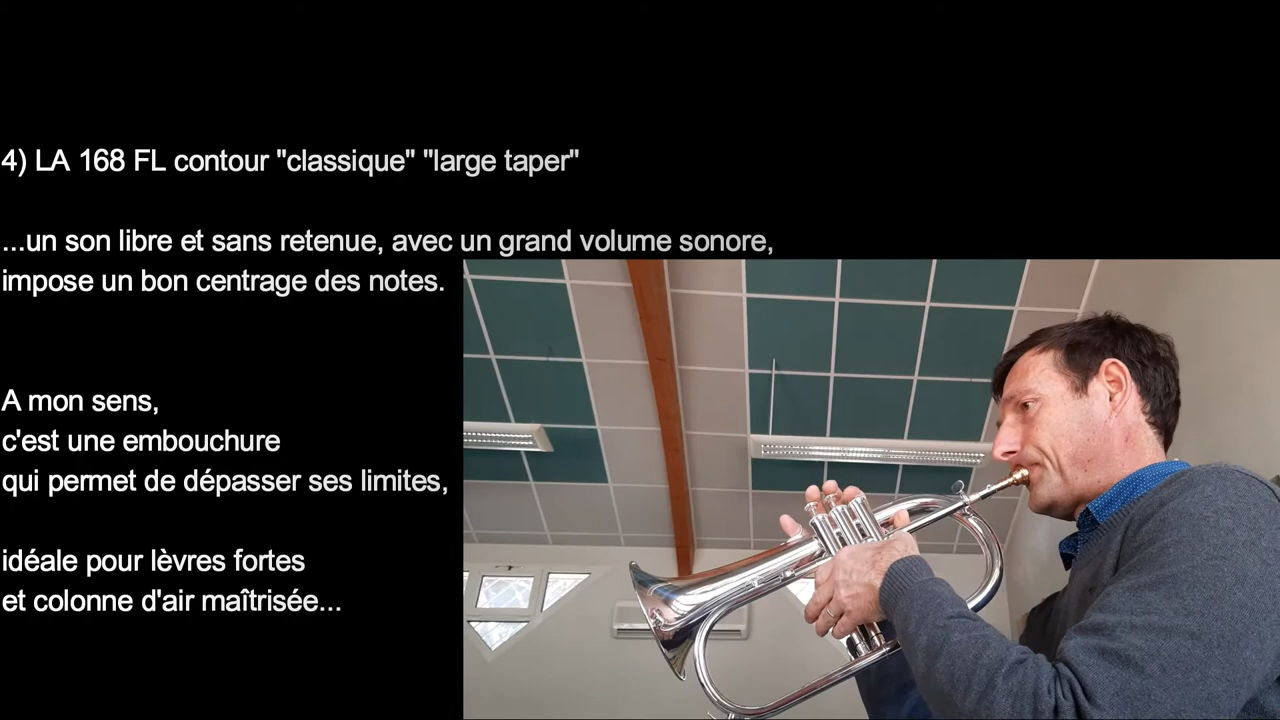 4) LA 168 FL contour "classique" "large taper"
...un son libre et sans retenue, avec un grand volume sonore,
impose un bon centrage des notes.
A mon sens,
c'est une embouchure
qui permet de dépasser ses limites,
idéale pour lèvres fortes
et colonne d'air maîtrisée...